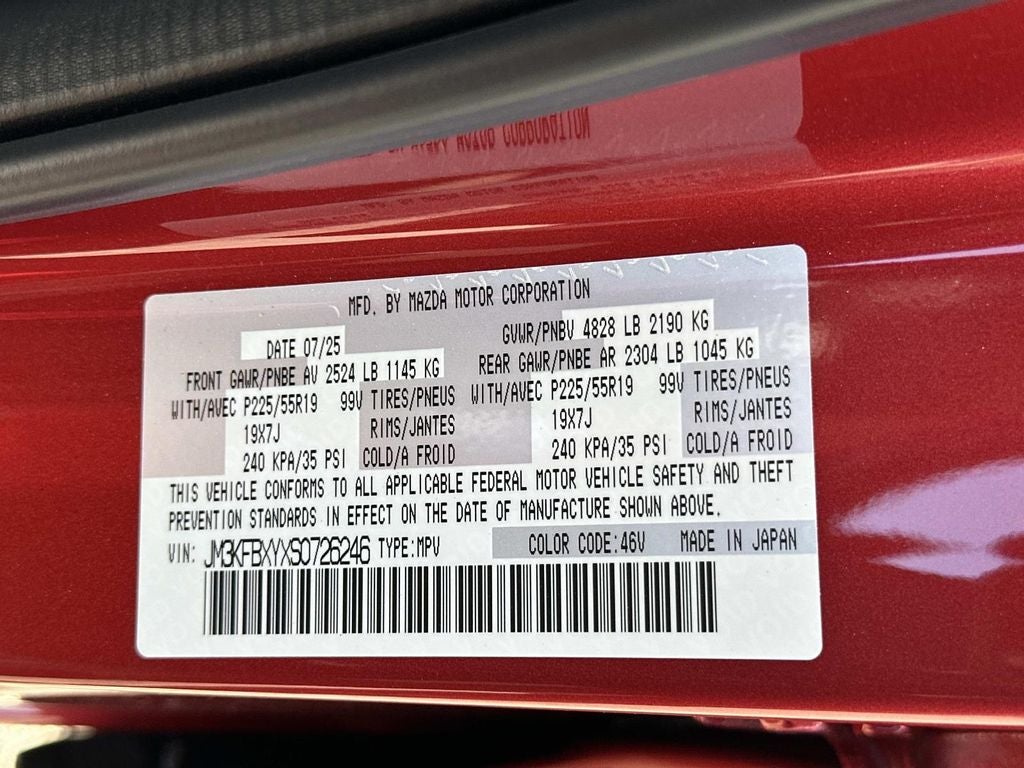 MFD. BY MAZDA MOTOR CORPORATION
DATE 07/25 GVWR/PNBV 4828 LB 2190 KG
FRONT GAWR/PNBE AV 2524 LB 1145 KG REAR GAWR/PNBE AR 2304 LB 1045 KG
WITH/AVEC P225/55R19 99V TIRES/PNEUS WITH/AVEC P225/55R19 99V TIRES/PNEUS
19X7J RIMS/JANTES 19X7J RIMS/JANTES
240 KPA/35 PSI COLD/A FROID 240 KPA/35 PSI COLD/A FROID
THIS VEHICLE CONFORMS TO ALL APPLICABLE FEDERAL MOTOR VEHICLE SAFETY AND THEFT
PREVENTION STANDARDS IN EFFECT ON THE DATE OF MANUFACTURE SHOWN ABOVE.
VIN: JM3KFBXYXS0726246 TYPE:MPV COLOR CODE:46V MADE IN JAPAN